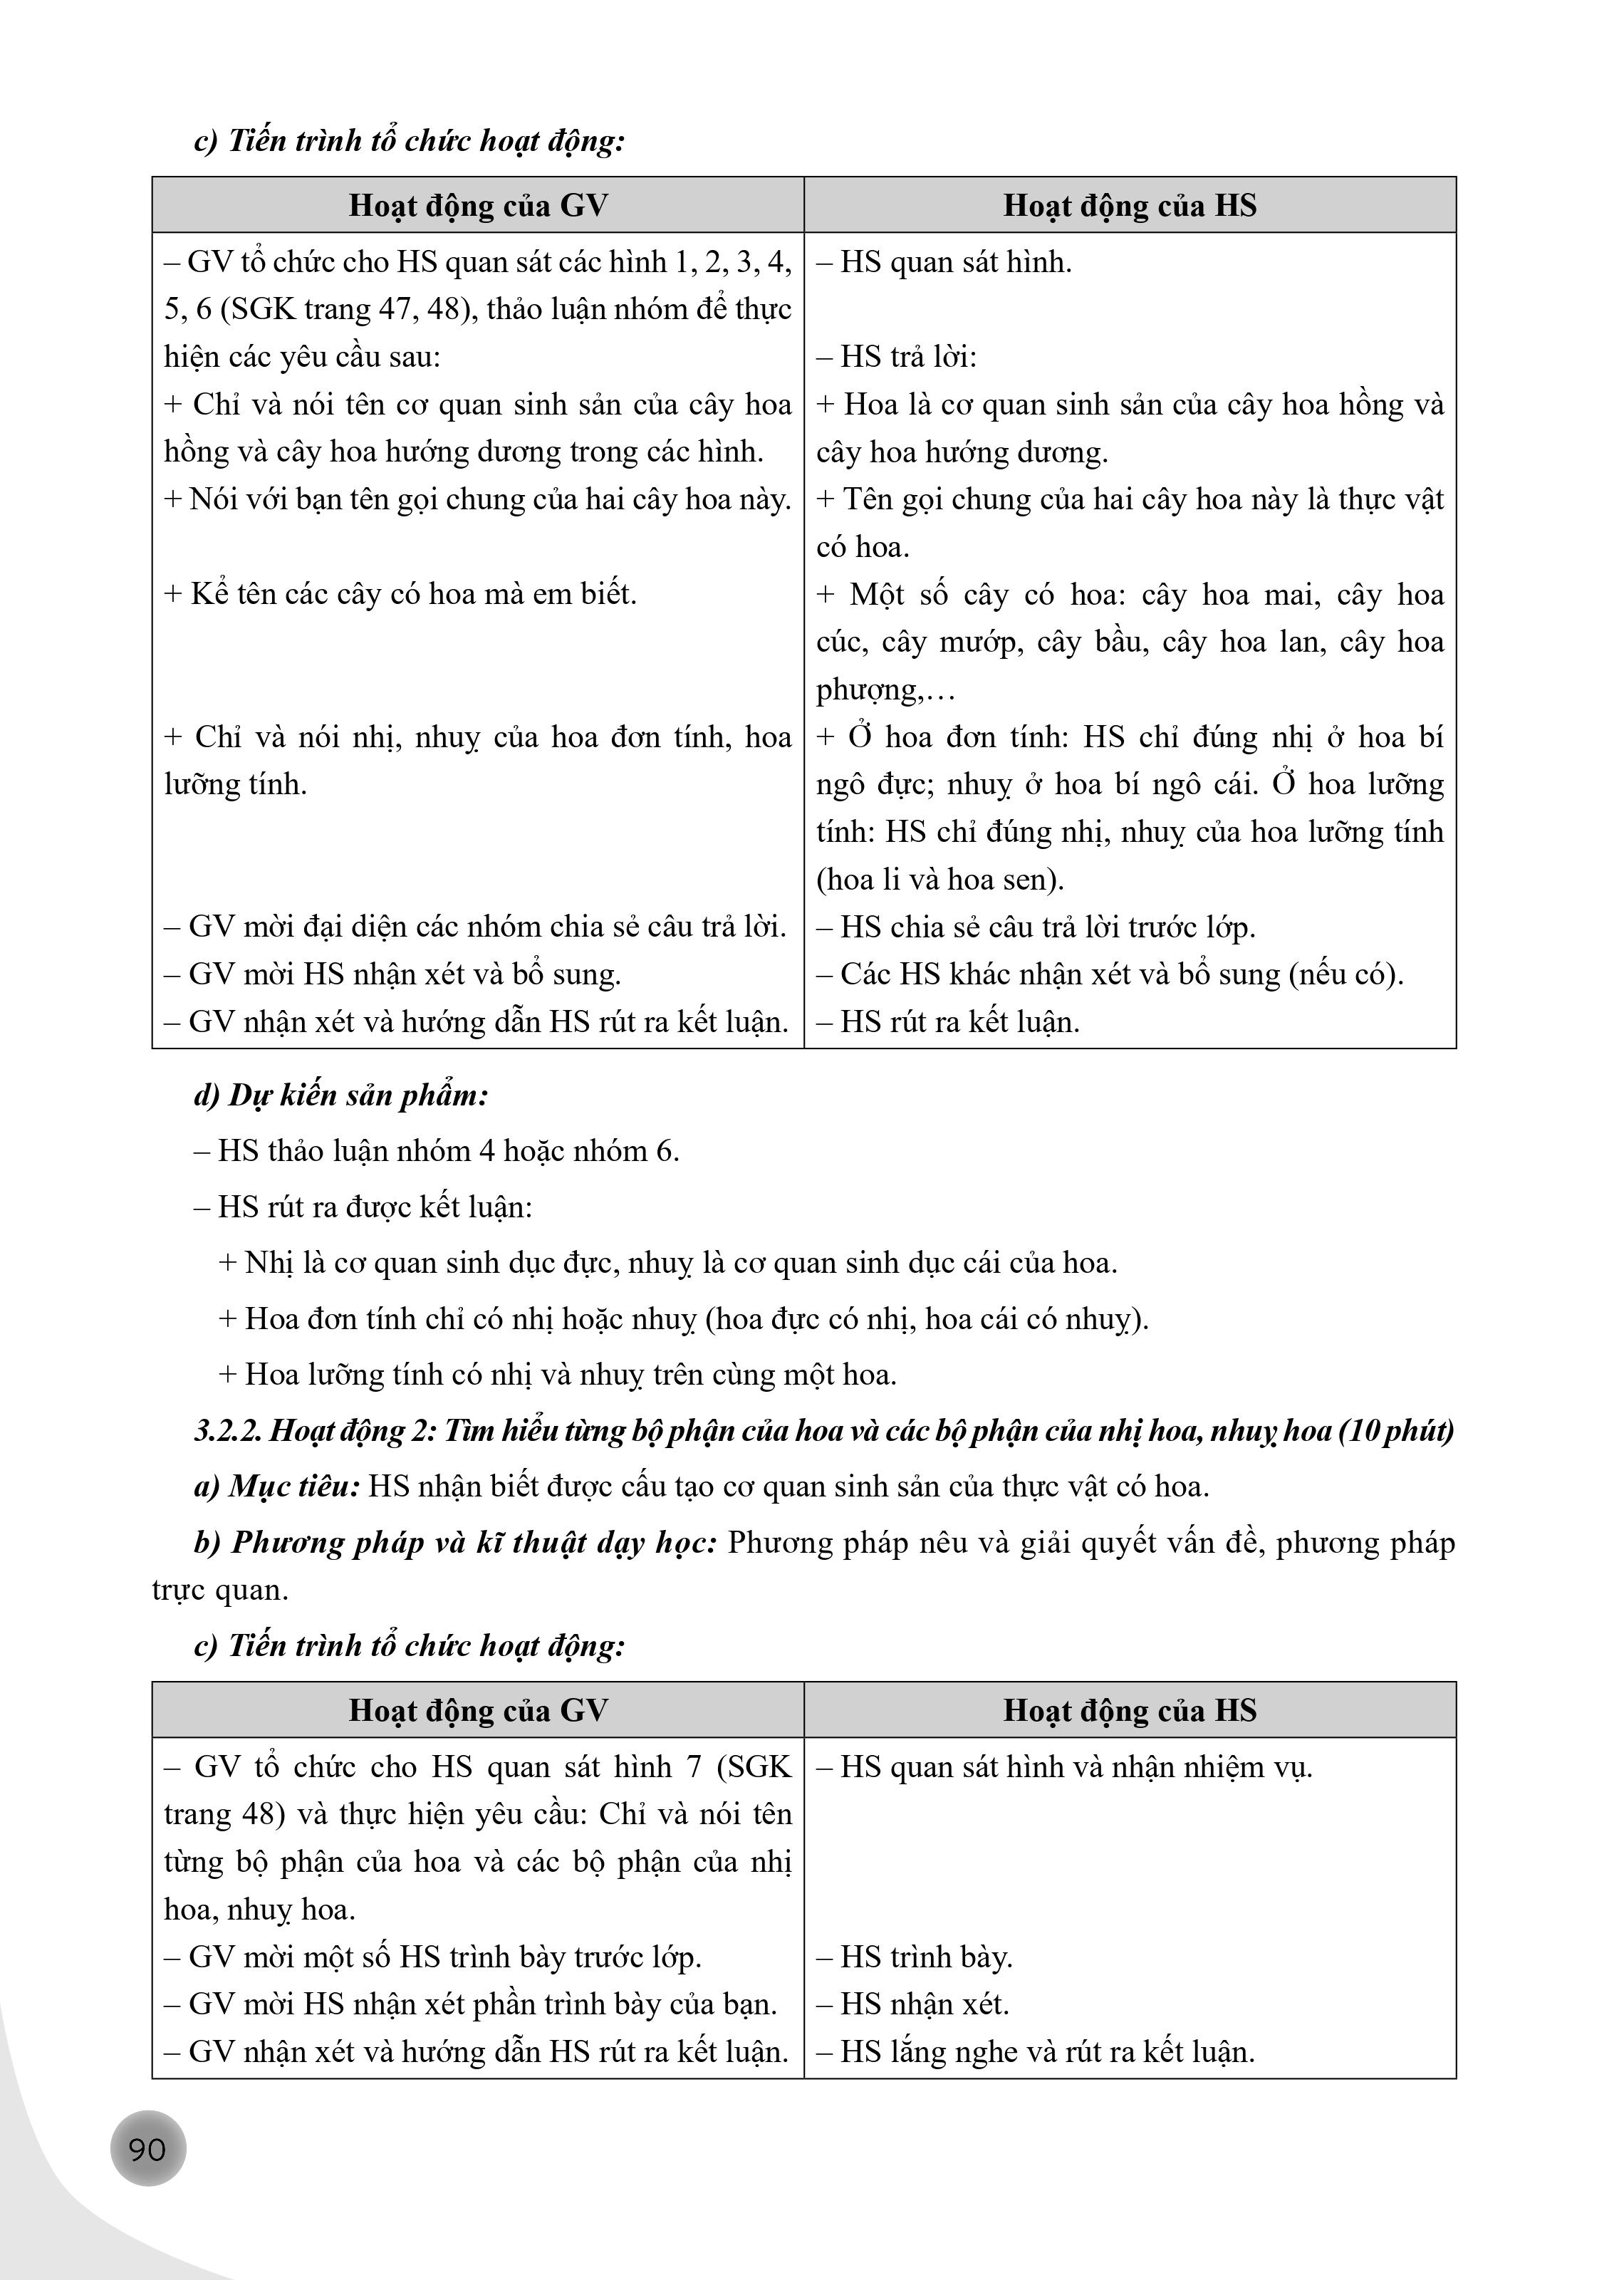 c) Tiến trình tổ chức hoạt động:
Hoạt động của GV
Hoạt động của HS
– GV tổ chức cho HS quan sát các hình 1, 2, 3, 4,
5, 6 (SGK trang 47, 48), thảo luận nhóm để thực
hiện các yêu cầu sau:
+ Chỉ và nói tên cơ quan sinh sản của cây hoa
hồng và cây hoa hướng dương trong các hình.
+ Nói với bạn tên gọi chung của hai cây hoa này.
+ Kể tên các cây có hoa mà em biết.
+ Chỉ và nói nhị, nhuỵ của hoa đơn tính, hoa
lưỡng tính.
– GV mời đại diện các nhóm chia sẻ câu trả lời.
– GV mời HS nhận xét và bổ sung.
– GV nhận xét và hướng dẫn HS rút ra kết luận.
– HS quan sát hình.
– HS trả lời:
+ Hoa là cơ quan sinh sản của cây hoa hồng và
cây hoa hướng dương.
+ Tên gọi chung của hai cây hoa này là thực vật
có hoa.
+ Một số cây có hoa: cây hoa mai, cây hoa
cúc, cây mướp, cây bầu, cây hoa lan, cây hoa
phượng,…
+ Ở hoa đơn tính: HS chỉ đúng nhị ở hoa bí
ngô đực; nhuỵ ở hoa bí ngô cái. Ở hoa lưỡng
tính: HS chỉ đúng nhị, nhuỵ của hoa lưỡng tính
(hoa li và hoa sen).
– HS chia sẻ câu trả lời trước lớp.
– Các HS khác nhận xét và bổ sung (nếu có).
– HS rút ra kết luận.
d) Dự kiến sản phẩm:
– HS thảo luận nhóm 4 hoặc nhóm 6.
– HS rút ra được kết luận:
+ Nhị là cơ quan sinh dục đực, nhuỵ là cơ quan sinh dục cái của hoa.
+ Hoa đơn tính chỉ có nhị hoặc nhuỵ (hoa đực có nhị, hoa cái có nhuỵ).
+ Hoa lưỡng tính có nhị và nhuỵ trên cùng một hoa.
3.2.2. Hoạt động 2: Tìm hiểu từng bộ phận của hoa và các bộ phận của nhị hoa, nhuỵ hoa (10 phút)
a) Mục tiêu: HS nhận biết được cấu tạo cơ quan sinh sản của thực vật có hoa.
b) Phương pháp và kĩ thuật dạy học: Phương pháp nêu và giải quyết vấn đề, phương pháp
trực quan.
c) Tiến trình tổ chức hoạt động:
Hoạt động của GV
Hoạt động của HS
– GV tổ chức cho HS quan sát hình 7 (SGK
trang 48) và thực hiện yêu cầu: Chỉ và nói tên
từng bộ phận của hoa và các bộ phận của nhị
hoa, nhuỵ hoa.
– GV mời một số HS trình bày trước lớp.
– GV mời HS nhận xét phần trình bày của bạn.
– GV nhận xét và hướng dẫn HS rút ra kết luận.
– HS quan sát hình và nhận nhiệm vụ.
– HS trình bày.
– HS nhận xét.
– HS lắng nghe và rút ra kết luận.
90